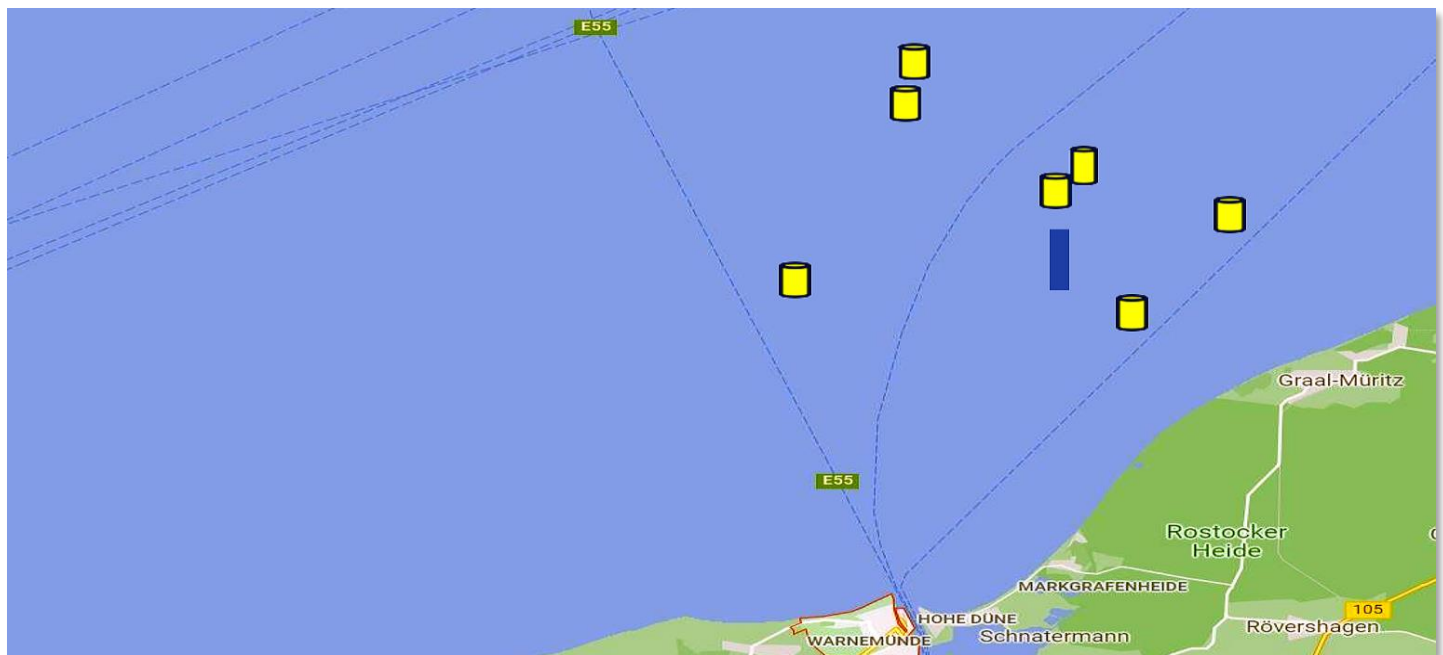 E55
Graal-Müritz
E55
Rostocker
Heide
MARKGRAFENHEIDE
105
HOHE DÜNE
Rövershagen
Schnatermann
WARNEMÜNDE